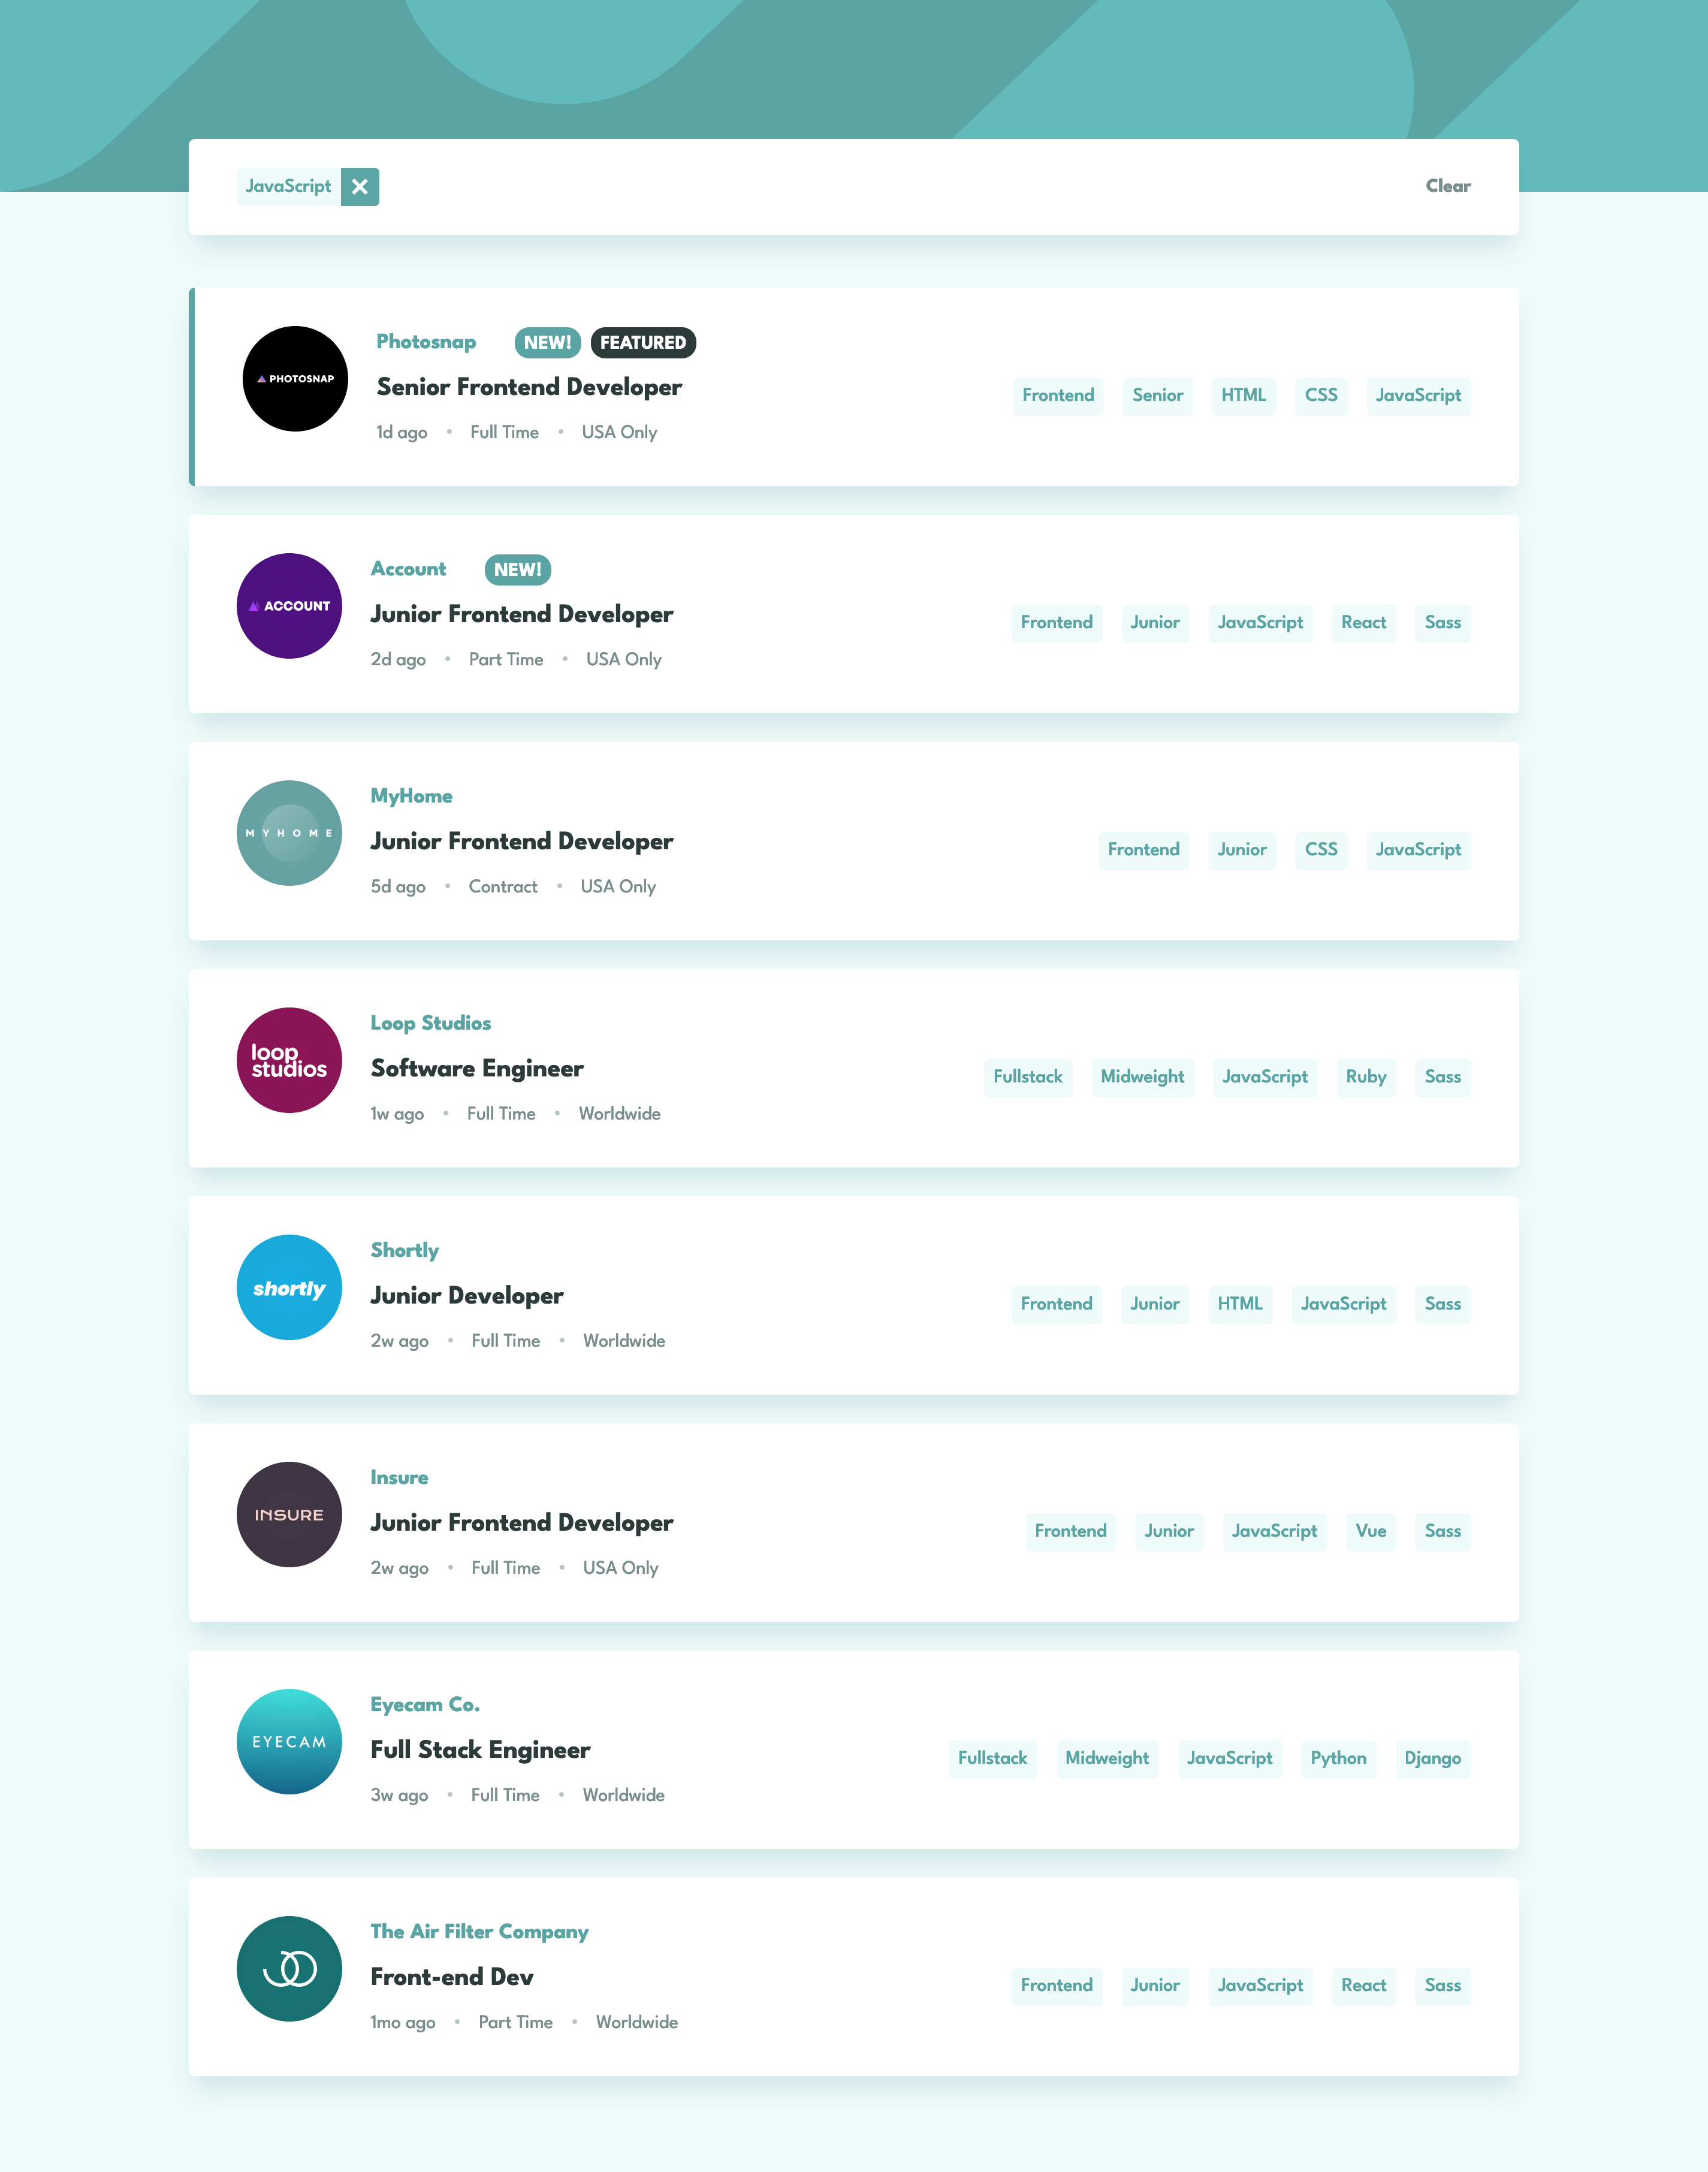 JavaScript
Clear
PHOTOSNAP
Photosnap NEW! FEATURED
Senior Frontend Developer
1d ago • Full Time • USA Only
Frontend Senior HTML CSS JavaScript
ACCOUNT
Account NEW!
Junior Frontend Developer
2d ago • Part Time • USA Only
Frontend Junior JavaScript React Sass
MYHOME
MyHome
Junior Frontend Developer
5d ago • Contract • USA Only
Frontend Junior CSS JavaScript
loop
studios
Loop Studios
Software Engineer
1w ago • Full Time • Worldwide
Fullstack Midweight JavaScript Ruby Sass
shortly
Shortly
Junior Developer
2w ago • Full Time • Worldwide
Frontend Junior HTML JavaScript Sass
INSURE
Insure
Junior Frontend Developer
2w ago • Full Time • USA Only
Frontend Junior JavaScript Vue Sass
EYECAM
Eyecam Co.
Full Stack Engineer
3w ago • Full Time • Worldwide
Fullstack Midweight JavaScript Python Django
The Air Filter Company
Front-end Dev
1mo ago • Part Time • Worldwide
Frontend Junior JavaScript React Sass